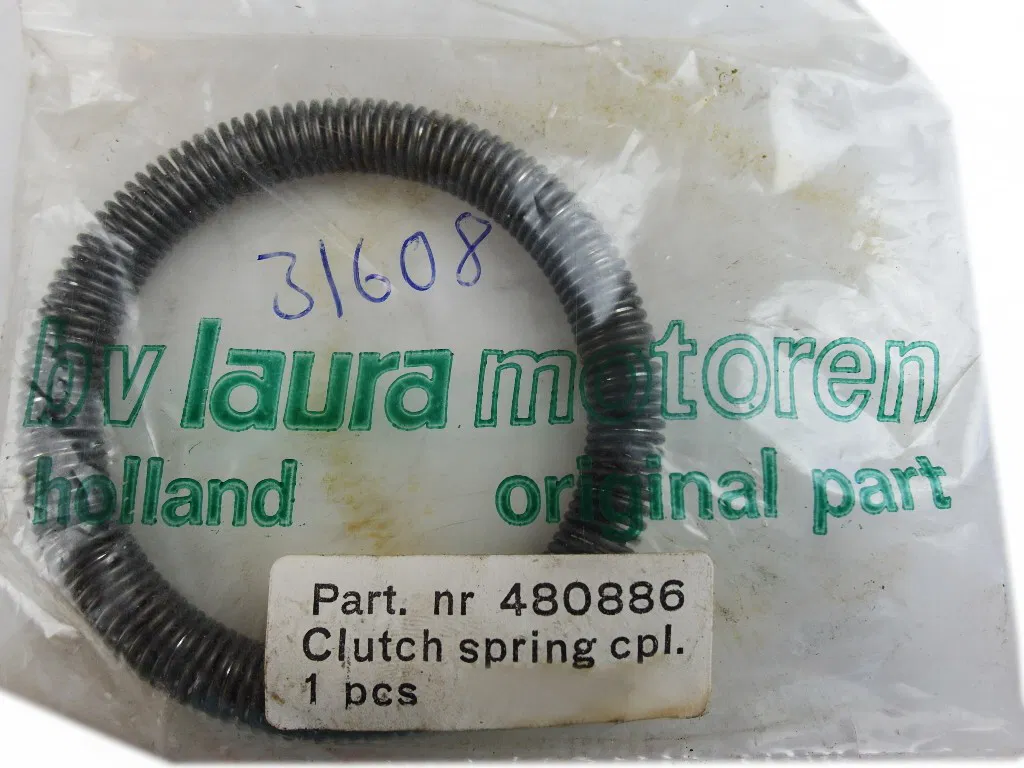 31608
bv laura motoren
holland original part
Part. nr 480886
Clutch spring cpl.
1 pcs